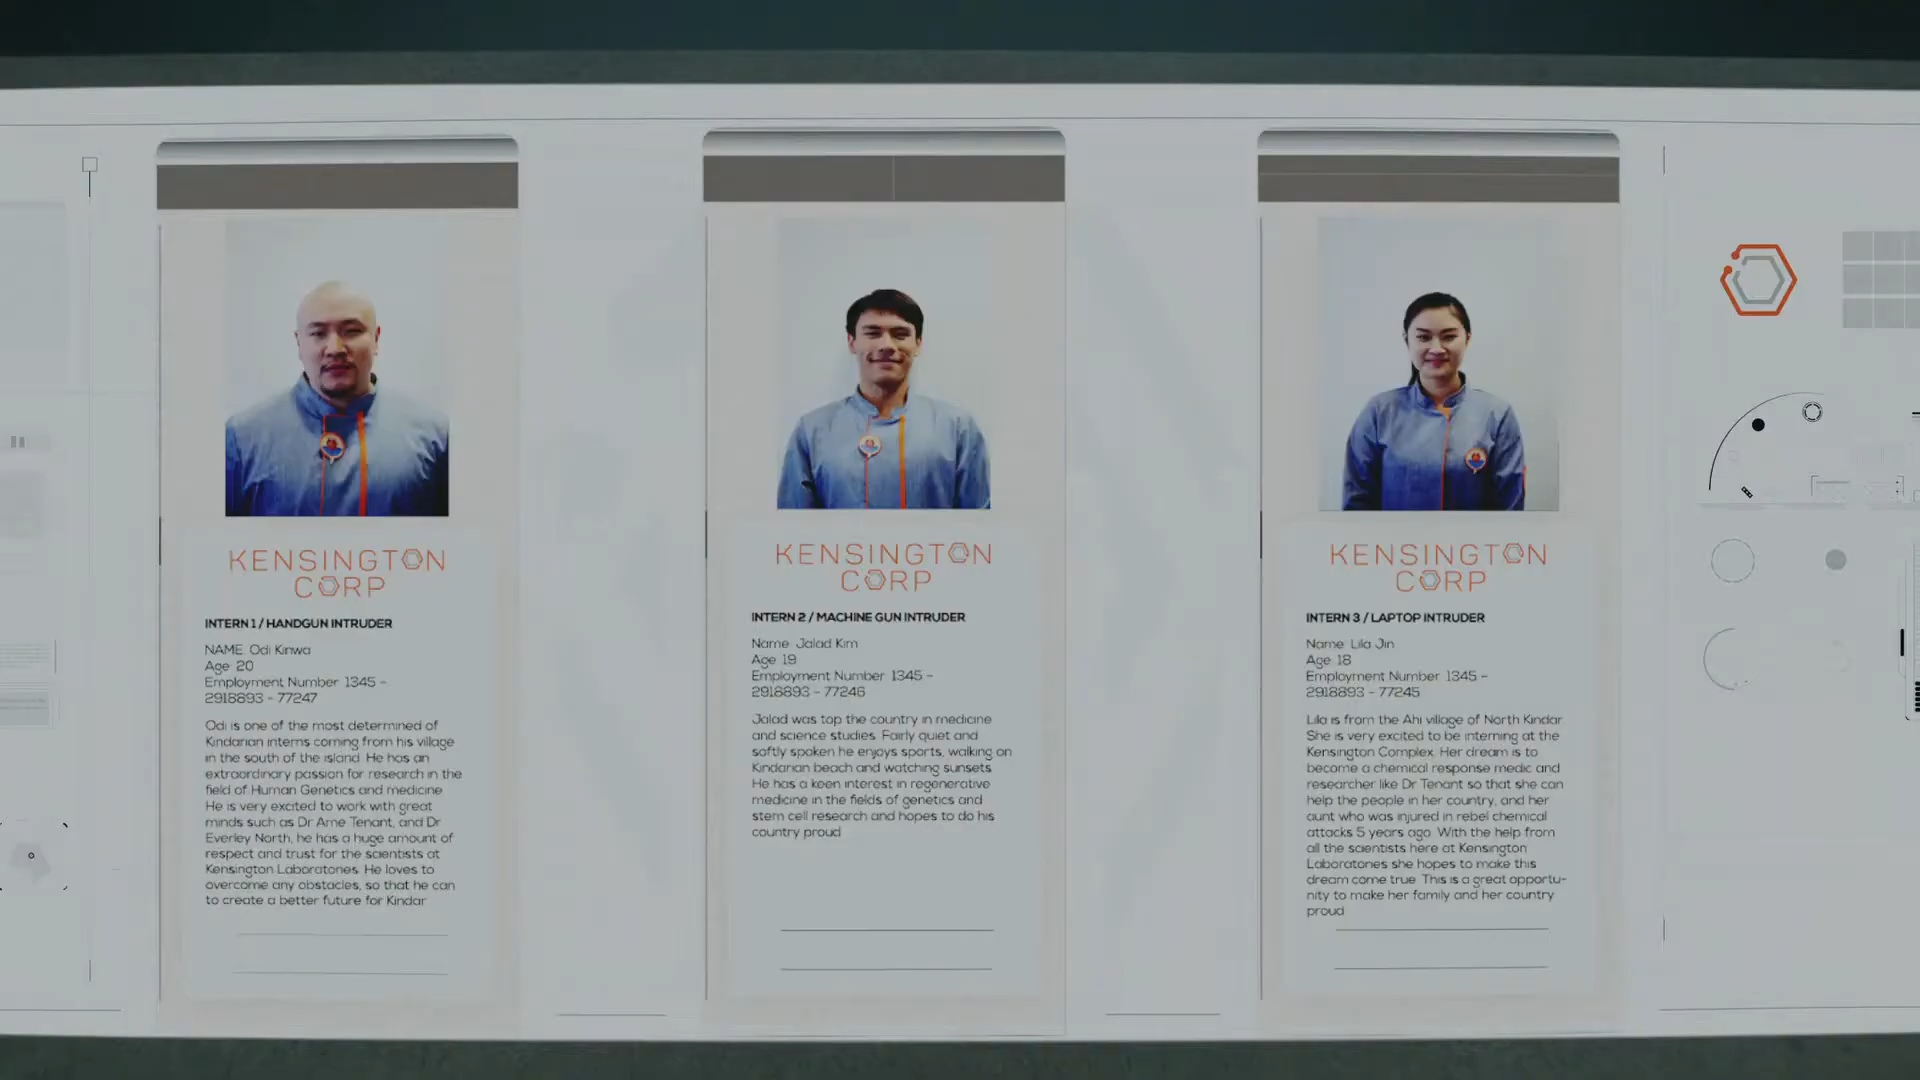 KENSINGTON
CORP
INTERN 1 / HANDGUN INTRUDER
NAME: Odi Kinwa
Age: 20
Employment Number: 1345 -
2918893 - 77247
Odi is one of the most determined of
Kindarian interns coming from his village
in the south of the island. He has an
extraordinary passion for research in the
field of Human Genetics and medicine.
He is very excited to work with great
minds such as Dr Arne Tenant, and Dr
Everley North, he has a huge amount of
respect and trust for the scientists at
Kensington Laboratories. He loves to
overcome any obstacles, so that he can
to create a better future for Kindar.
KENSINGTON
CORP
INTERN 2 / MACHINE GUN INTRUDER
Name: Jalad Kim
Age: 19
Employment Number: 1345 -
2918893 - 77246
Jalad was top the country in medicine
and science studies. Fairly quiet and
softly spoken he enjoys sports, walking on
Kindarian beach and watching sunsets.
He has a keen interest in regenerative
medicine in the fields of genetics and
stem cell research and hopes to do his
country proud.
KENSINGTON
CORP
INTERN 3 / LAPTOP INTRUDER
Name: Lila Jin
Age: 18
Employment Number: 1345 -
2918893 - 77245
Lila is from the Ahi village of North Kindar.
She is very excited to be interning at the
Kensington Complex. Her dream is to
become a chemical response medic and
researcher like Dr Tenant so that she can
help the people in her country, and her
aunt who was injured in rebel chemical
attacks 5 years ago. With the help from
all the scientists here at Kensington
Laboratories she hopes to make this
dream come true. This is a great opportu-
nity to make her family and her country
proud.